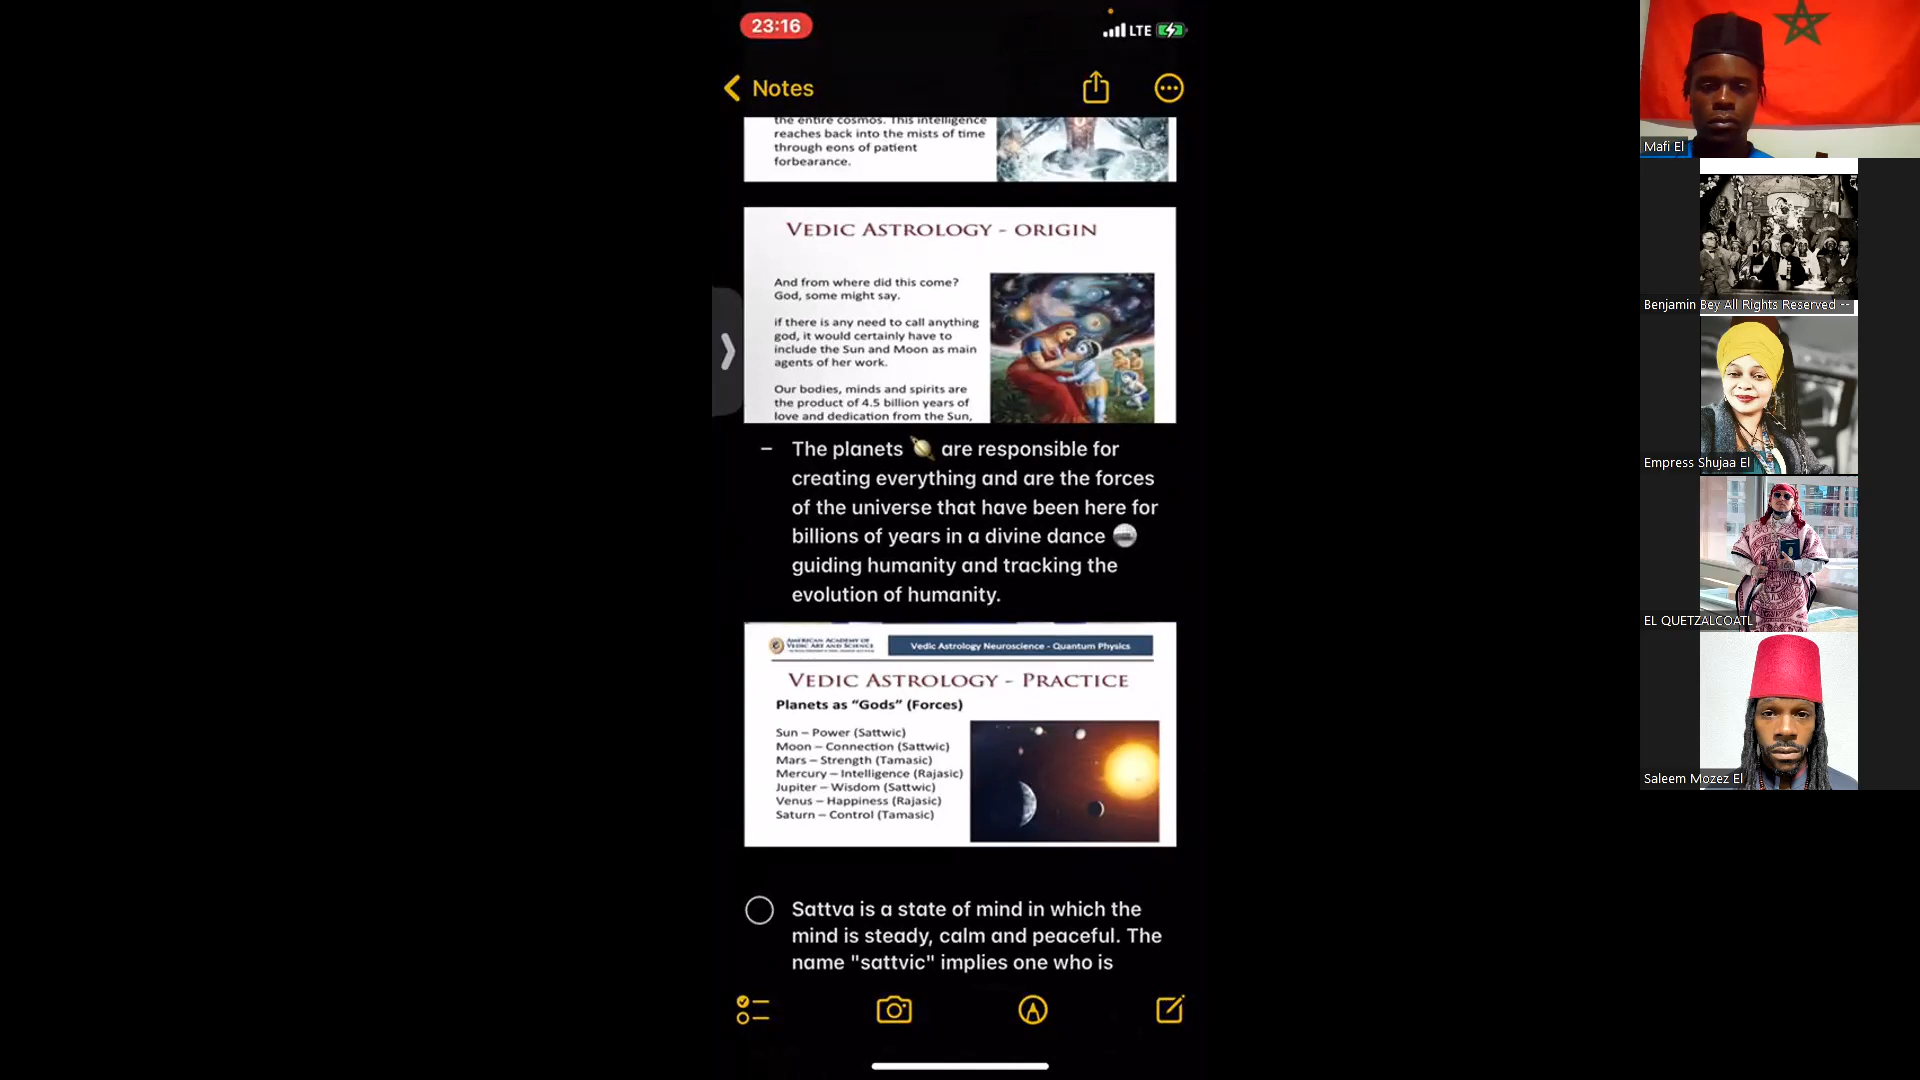 23:16
LTE
Notes
the entire cosmos. This intelligence
reaches back into the mists of time
through eons of patient
forbearance.
VEDIC ASTROLOGY - ORIGIN
And from where did this come?
God, some might say.
if there is any need to call anything
god, it would certainly have to
include the Sun and Moon as main
agents of her work.
Our bodies, minds and spirits are
the product of 4.5 billion years of
love and dedication from the Sun,
– The planets 🪐 are responsible for
creating everything and are the forces
of the universe that have been here for
billions of years in a divine dance
guiding humanity and tracking the
evolution of humanity.
AMERICAN ACADEMY OF
VEDIC ART AND SCIENCE
Vedic Astrology Neuroscience - Quantum Physics
VEDIC ASTROLOGY - PRACTICE
Planets as "Gods" (Forces)
Sun – Power (Sattwic)
Moon – Connection (Sattwic)
Mars – Strength (Tamasic)
Mercury – Intelligence (Rajasic)
Jupiter – Wisdom (Sattwic)
Venus – Happiness (Rajasic)
Saturn – Control (Tamasic)
Sattva is a state of mind in which the
mind is steady, calm and peaceful. The
name "sattvic" implies one who is
Mafi El
Benjamin Bey All Rights Reserved --
Empress Shujaa El
EL QUETZALCOATL
Saleem Mozez El